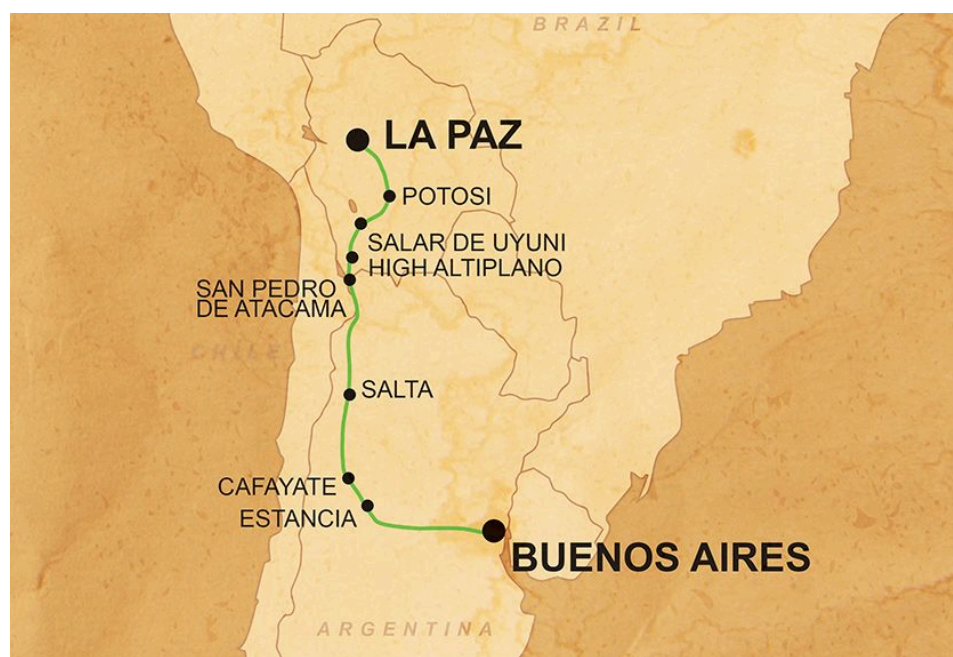 BRAZIL
LA PAZ
POTOSI
SALAR DE UYUNI
HIGH ALTIPLANO
SAN PEDRO
DE ATACAMA
CHILE
SALTA
CAFAYATE
ESTANCIA
BUENOS AIRES
ARGENTINA